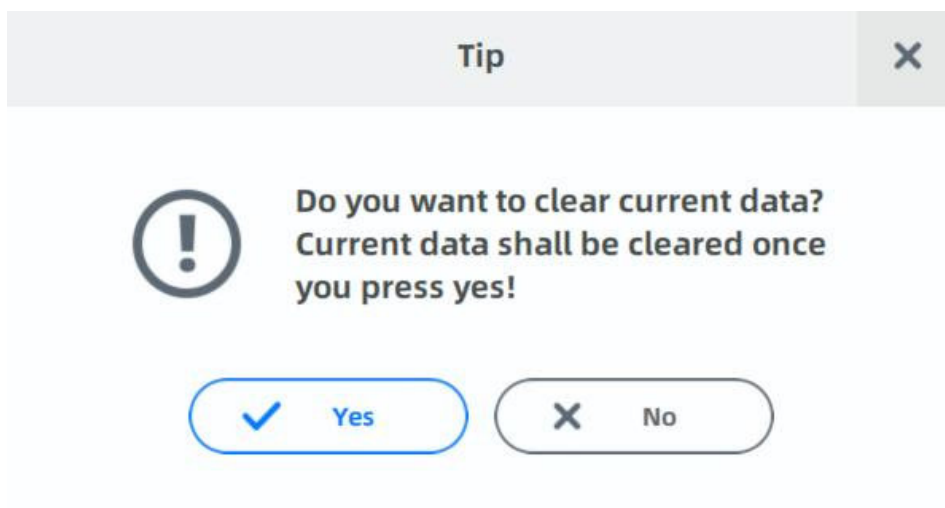 Tip
Do you want to clear current data?
Current data shall be cleared once
you press yes!
Yes
No